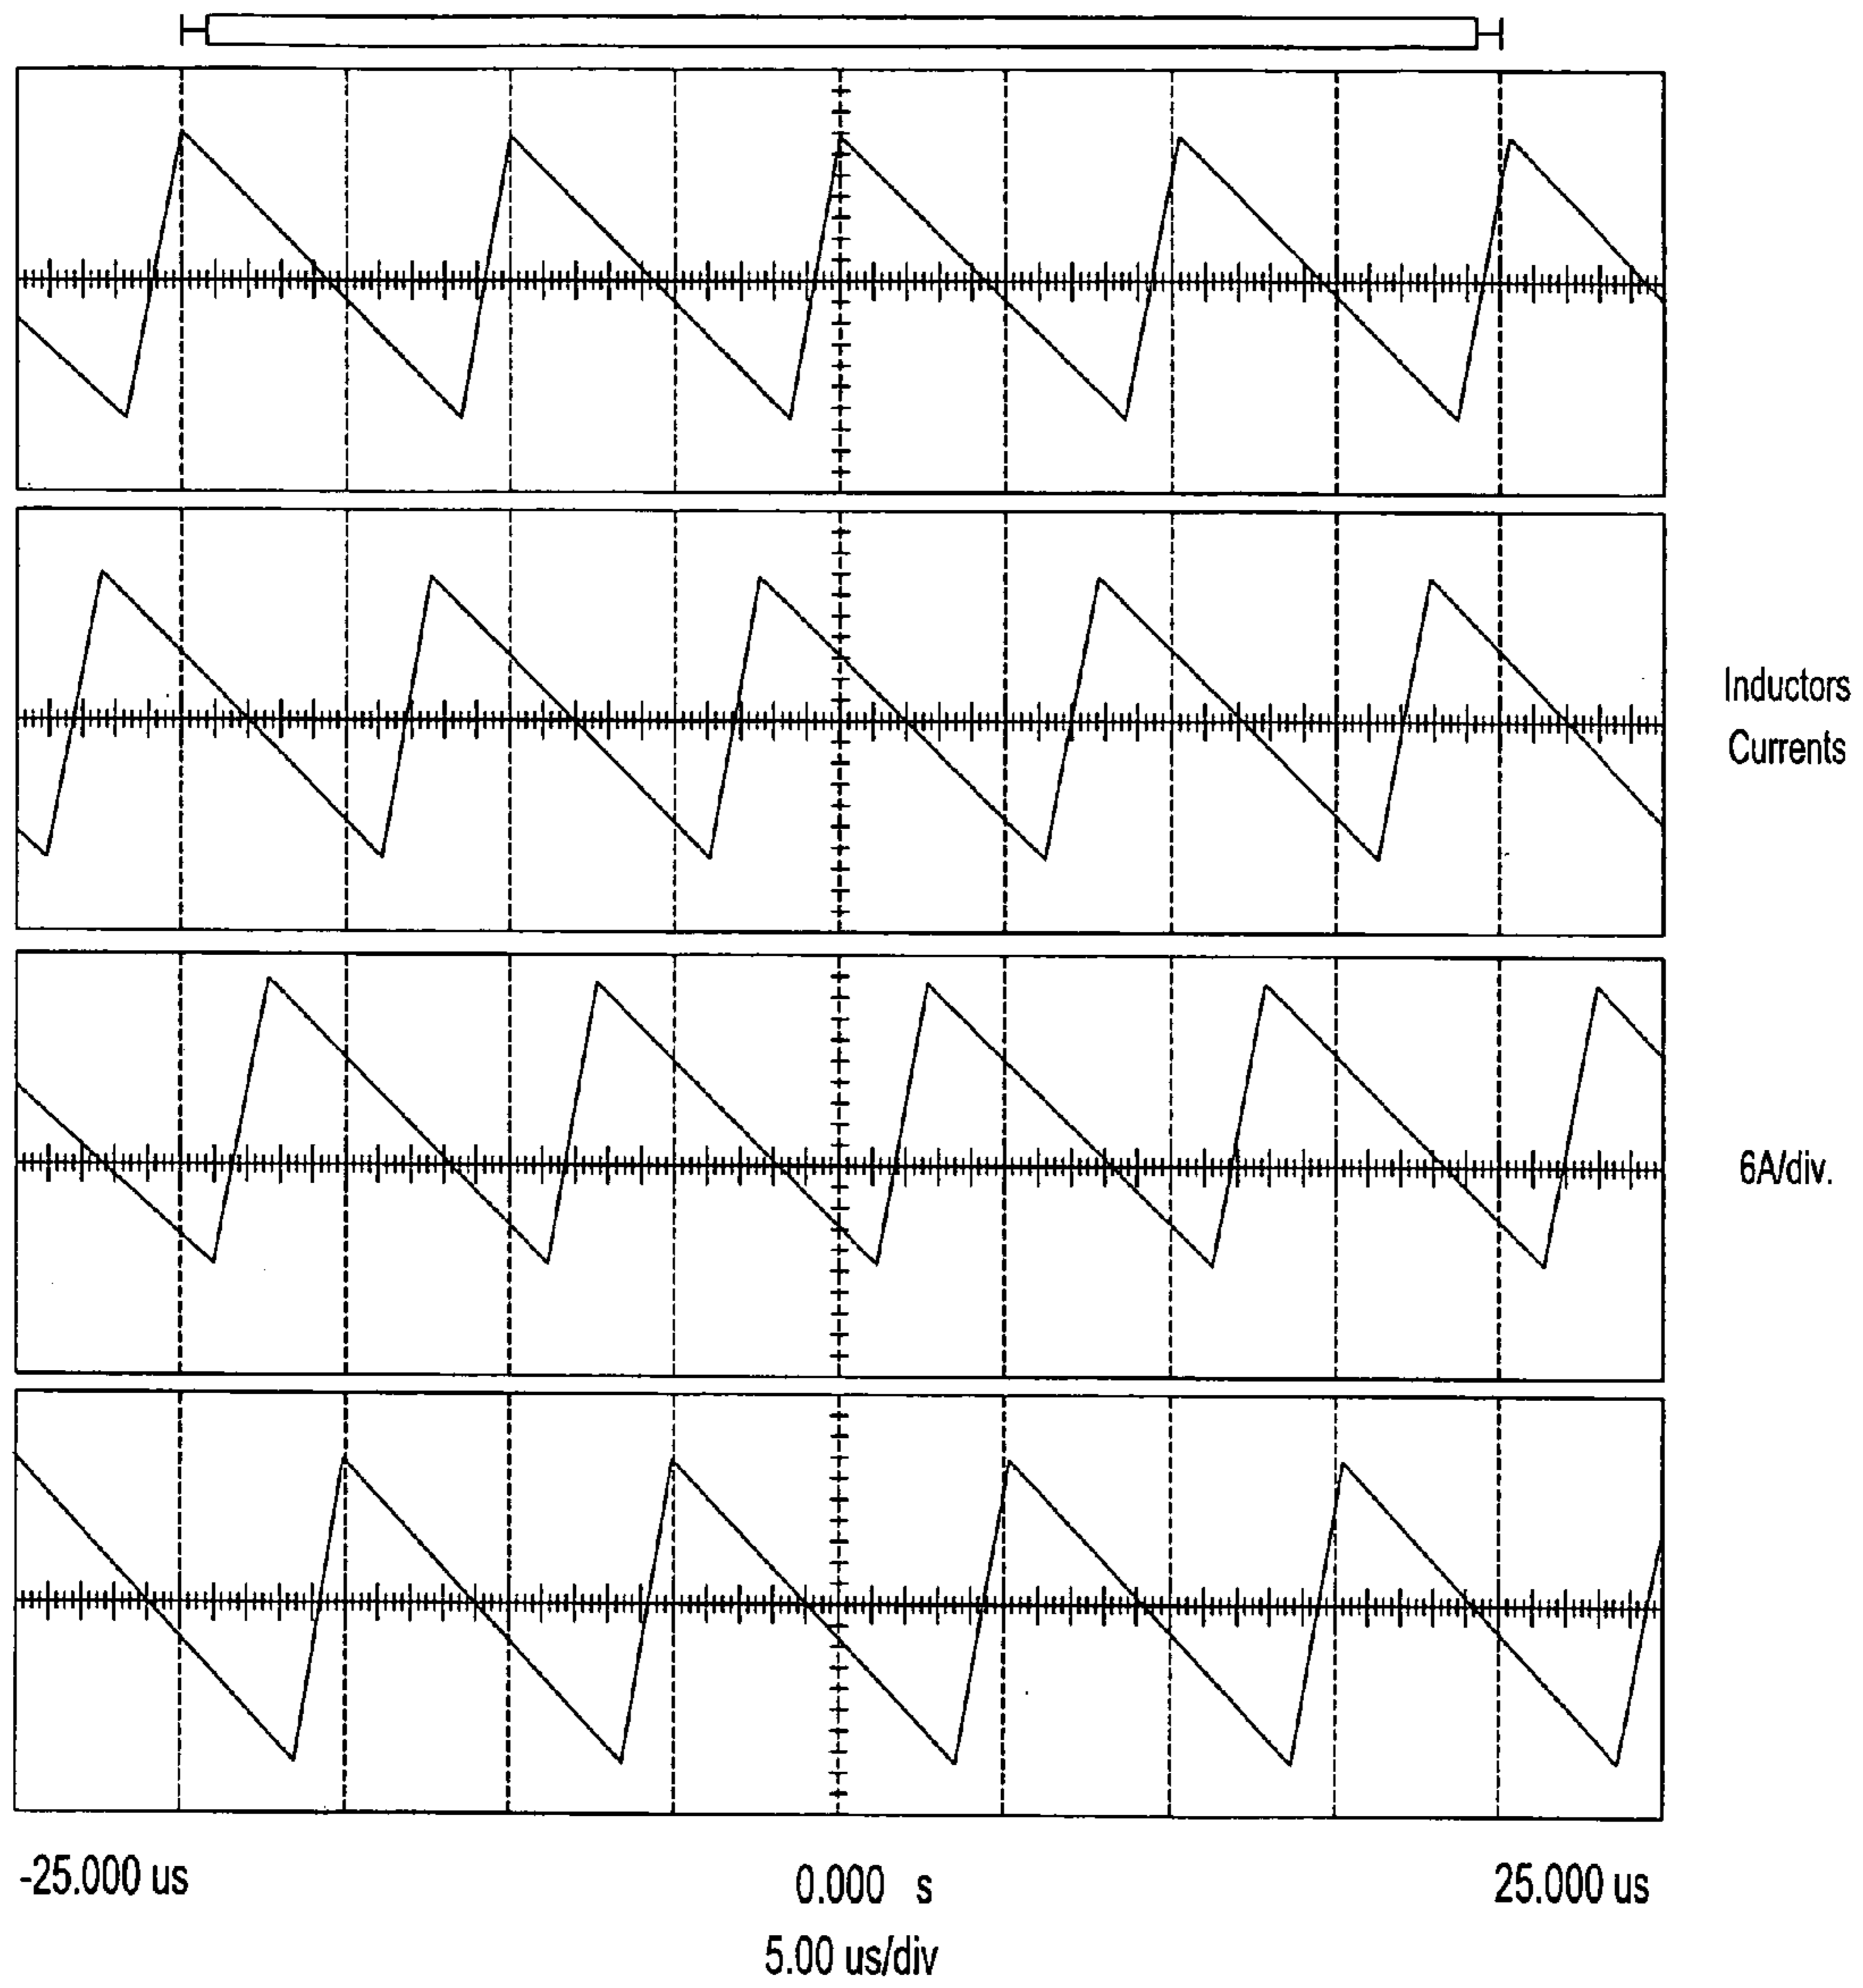 Inductors
Currents
6A/div.
-25.000 us
0.000 s
25.000 us
5.00 us/div